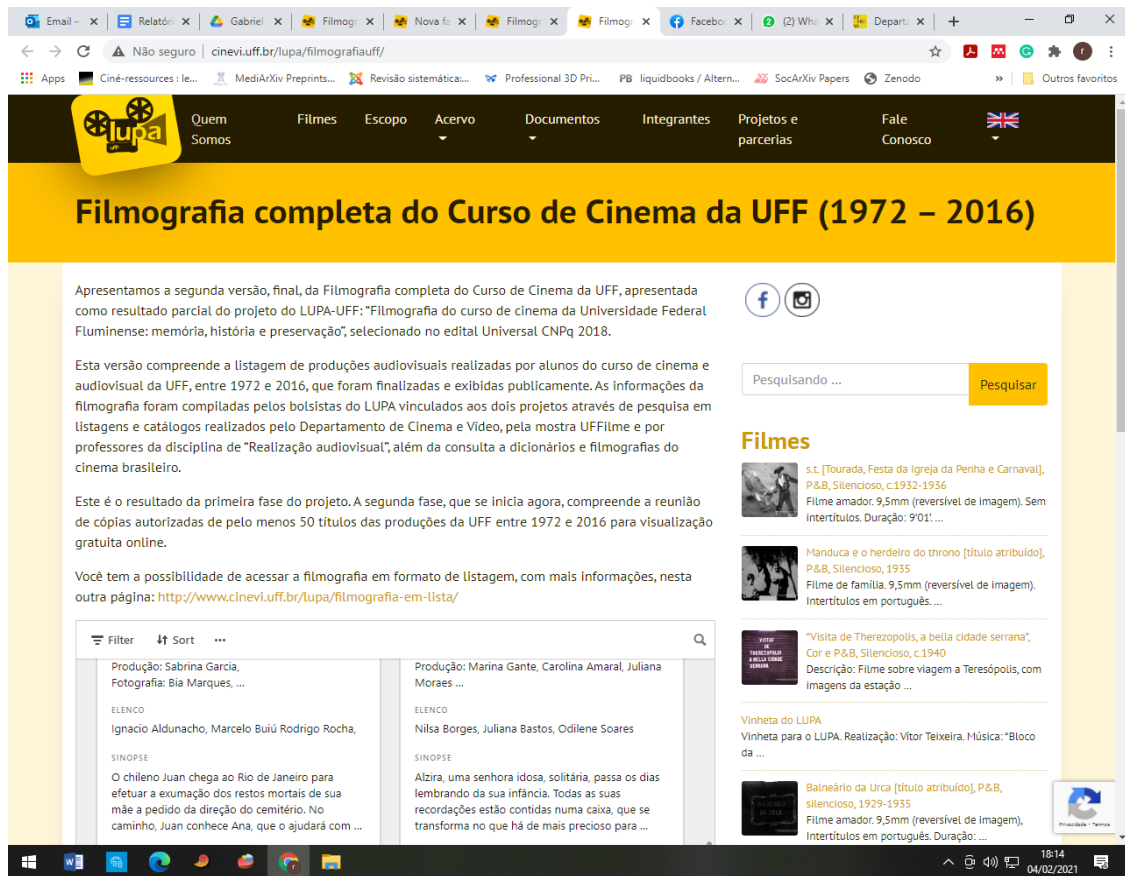 Email –
Relatóri
Gabriel
Filmogr
Nova fa
Filmogr
Filmogr
Faceboo
(2) Wha
Departa
Não seguro | cinevi.uff.br/lupa/filmografiauff/
Apps
Ciné-ressources : le...
MediArXiv Preprints...
Revisão sistemática:...
Professional 3D Pri...
PB liquidbooks / Altern...
SocArXiv Papers
Zenodo
»
Outros favoritos
lupa
Quem Somos
Filmes
Escopo
Acervo
Documentos
Integrantes
Projetos e parcerias
Fale Conosco
Filmografia completa do Curso de Cinema da UFF (1972 – 2016)
Apresentamos a segunda versão, final, da Filmografia completa do Curso de Cinema da UFF, apresentada
como resultado parcial do projeto do LUPA-UFF: "Filmografia do curso de cinema da Universidade Federal
Fluminense: memória, história e preservação", selecionado no edital Universal CNPq 2018.
Esta versão compreende a listagem de produções audiovisuais realizadas por alunos do curso de cinema e
audiovisual da UFF, entre 1972 e 2016, que foram finalizadas e exibidas publicamente. As informações da
filmografia foram compiladas pelos bolsistas do LUPA vinculados aos dois projetos através de pesquisa em
listagens e catálogos realizados pelo Departamento de Cinema e Vídeo, pela mostra UFFilme e por
professores da disciplina de "Realização audiovisual", além da consulta a dicionários e filmografias do
cinema brasileiro.
Este é o resultado da primeira fase do projeto. A segunda fase, que se inicia agora, compreende a reunião
de cópias autorizadas de pelo menos 50 títulos das produções da UFF entre 1972 e 2016 para visualização
gratuita online.
Você tem a possibilidade de acessar a filmografia em formato de listagem, com mais informações, nesta
outra página: http://www.cinevi.uff.br/lupa/filmografia-em-lista/
Filter
Sort
...
Produção: Sabrina Garcia,
Fotografia: Bia Marques, ...
ELENCO
Ignacio Aldunacho, Marcelo Buiú Rodrigo Rocha,
SINOPSE
O chileno Juan chega ao Rio de Janeiro para
efetuar a exumação dos restos mortais de sua
mãe a pedido da direção do cemitério. No
caminho, Juan conhece Ana, que o ajudará com ...
Produção: Marina Gante, Carolina Amaral, Juliana
Moraes ...
ELENCO
Nilsa Borges, Juliana Bastos, Odilene Soares
SINOPSE
Alzira, uma senhora idosa, solitária, passa os dias
lembrando da sua infância. Todas as suas
recordações estão contidas numa caixa, que se
transforma no que há de mais precioso para ...
Pesquisando ...
Pesquisar
Filmes
s.t. [Tourada, Festa da Igreja da Penha e Carnaval],
P&B, Silencioso, c.1932-1936
Filme amador. 9,5mm (reversível de imagem). Sem
intertítulos. Duração: 9'01'. ...
Manduca e o herdeiro do throno [título atribuído],
P&B, Silencioso, 1935
Filme de família. 9,5mm (reversível de imagem).
Intertítulos em português. ...
VISITA
DE
THEREZOPOLIS
A BELLA CIDADE
SERRANA
"Visita de Therezopolis, a bella cidade serrana",
Cor e P&B, Silencioso, c.1940
Descrição: Filme sobre viagem a Teresópolis, com
imagens da estação ...
Vinheta do LUPA
Vinheta para o LUPA. Realização: Vítor Teixeira. Música: "Bloco
da ...
BALNEARIO
DA URCA
Balneário da Urca [título atribuído], P&B,
silencioso, 1929-1935
Filme amador. 9,5mm (reversível de imagem),
Intertítulos em português. Duração: ...
Privacidade - Termos
18:14
04/02/2021